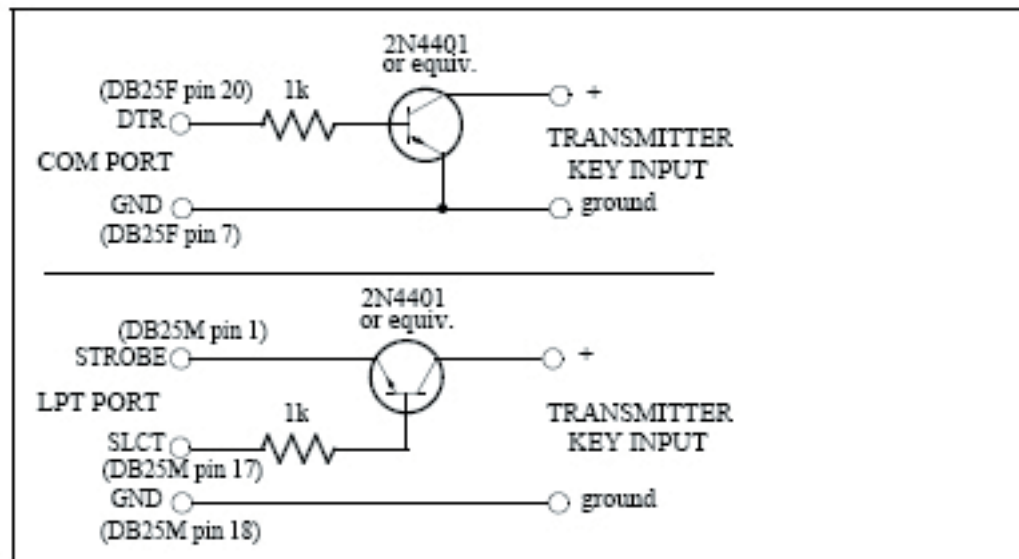 2N4401
or equiv.
(DB25F pin 20)
1k
+
DTR
TRANSMITTER
KEY INPUT
COM PORT
GND
ground
(DB25F pin 7)
2N4401
or equiv.
(DB25M pin 1)
STROBE
+
LPT PORT
1k
TRANSMITTER
KEY INPUT
SLCT
(DB25M pin 17)
GND
ground
(DB25M pin 18)